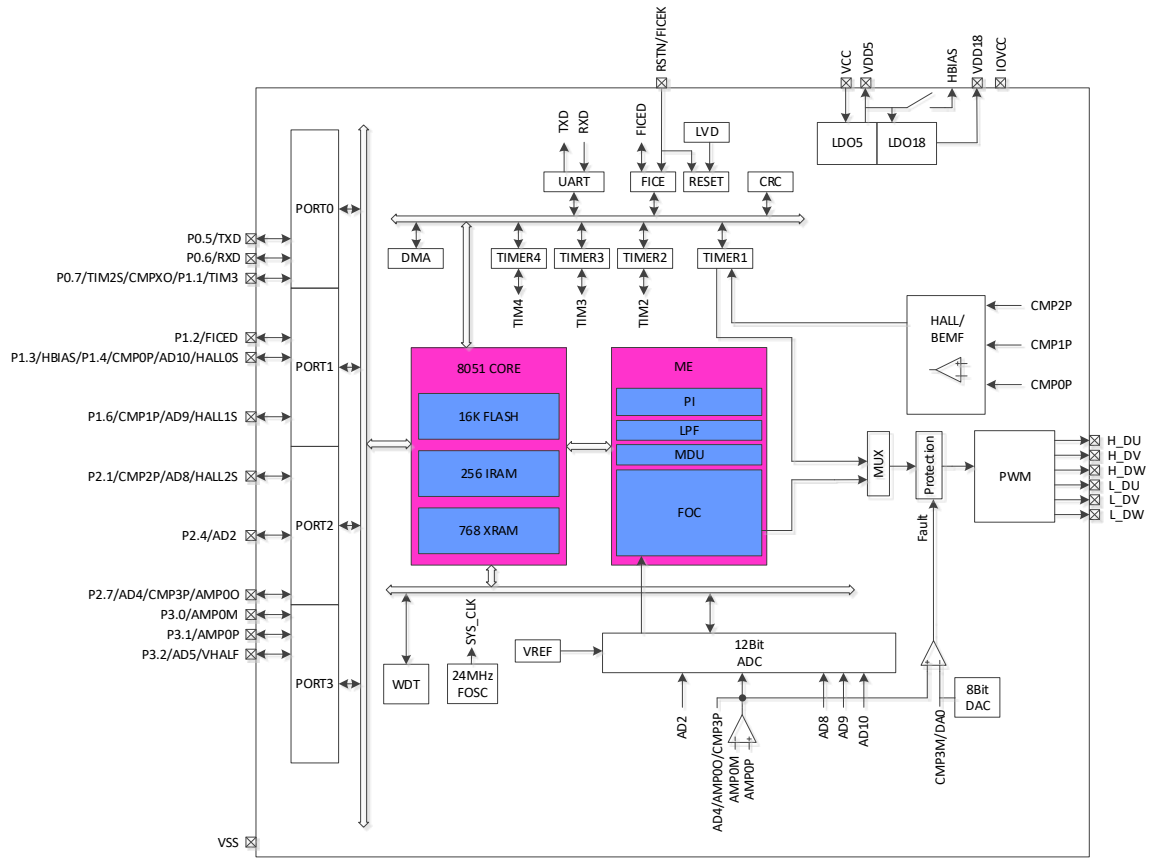 RSTN/FICEK
VCC
VDD5
HBIAS
VDD18
IOVCC
TXD
RXD
FICED
LVD
LDO5
LDO18
UART
FICE
RESET
CRC
PORT0
P0.5/TXD
P0.6/RXD
P0.7/TIM2S/CMPXO/P1.1/TIM3
DMA
TIMER4
TIMER3
TIMER2
TIMER1
TIM4
TIM3
TIM2
HALL/
BEMF
CMP2P
CMP1P
CMP0P
P1.2/FICED
P1.3/HBIAS/P1.4/CMP0P/AD10/HALL0S
PORT1
P1.6/CMP1P/AD9/HALL1S
8051 CORE
16K FLASH
256 IRAM
768 XRAM
ME
PI
LPF
MDU
FOC
MUX
Protection
Fault
PWM
H_DU
H_DV
H_DW
L_DU
L_DV
L_DW
P2.1/CMP2P/AD8/HALL2S
PORT2
P2.4/AD2
P2.7/AD4/CMP3P/AMP0O
P3.0/AMP0M
P3.1/AMP0P
P3.2/AD5/VHALF
PORT3
WDT
SYS_CLK
24MHz
FOSC
VREF
12Bit
ADC
AD2
AD4/AMP0O/CMP3P
AMP0M
AMP0P
AD8
AD9
AD10
CMP3M/DA0
8Bit
DAC
VSS